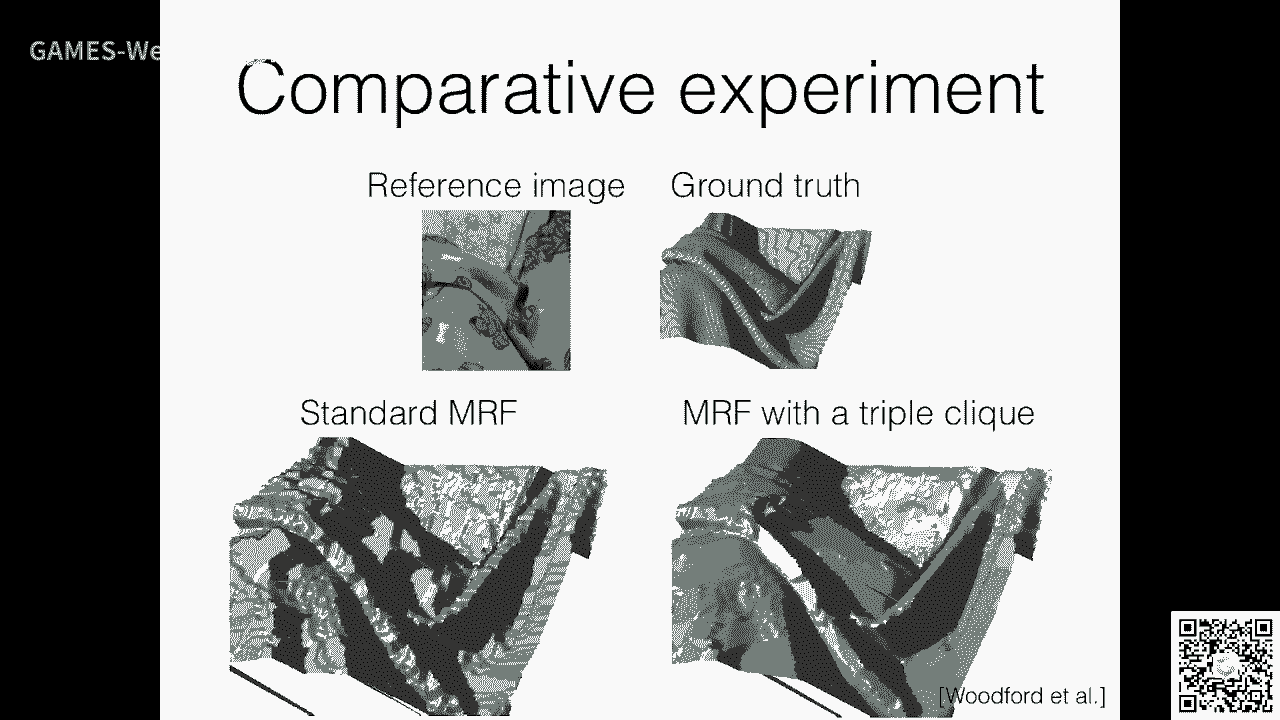 GAMES-We
Comparative experiment
Reference image
Ground truth
Standard MRF
MRF with a triple clique
[Woodford et al.]